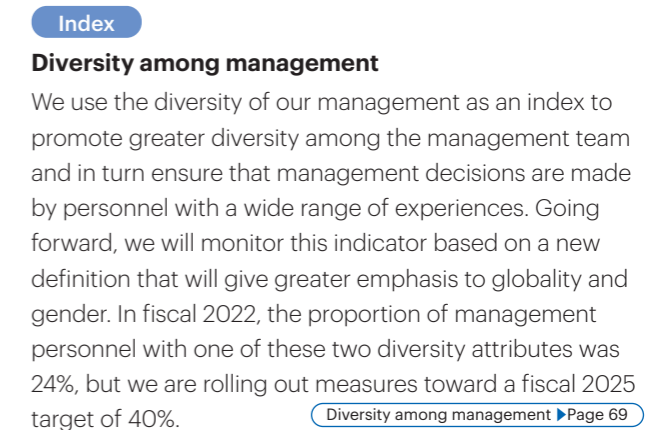 Index
Diversity among management
We use the diversity of our management as an index to
promote greater diversity among the management team
and in turn ensure that management decisions are made
by personnel with a wide range of experiences. Going
forward, we will monitor this indicator based on a new
definition that will give greater emphasis to globality and
gender. In fiscal 2022, the proportion of management
personnel with one of these two diversity attributes was
24%, but we are rolling out measures toward a fiscal 2025
target of 40%. Diversity among management ▶Page 69